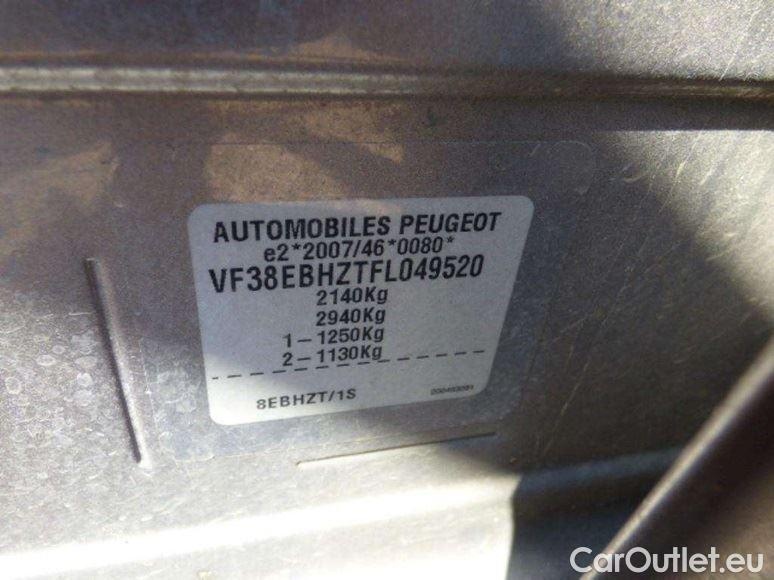 AUTOMOBILES PEUGEOT
e2*2007/46*0080*
VF38EBHZTFL049520
2140Kg
2940Kg
1-1250Kg
2-1130Kg
8EBHZT/1S
CarOutlet.eu